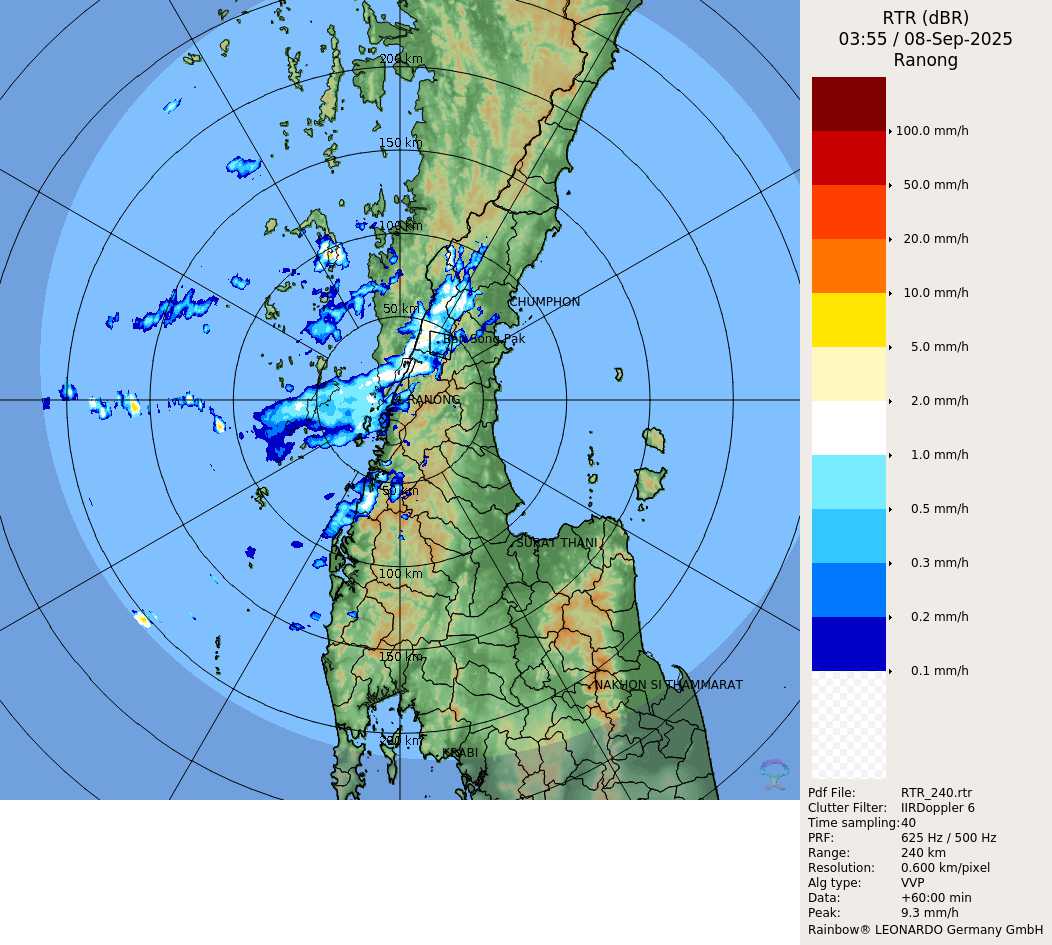 RTR (dBR)
03:55 / 08-Sep-2025
Ranong
200 km
150 km
100 km
50 km
CHUMPHON
Ban Song Pak
RANONG
50 km
SURAT THANI
100 km
150 km
NAKHON SI THAMMARAT
200 km
KRABI
100.0 mm/h
50.0 mm/h
20.0 mm/h
10.0 mm/h
5.0 mm/h
2.0 mm/h
1.0 mm/h
0.5 mm/h
0.3 mm/h
0.2 mm/h
0.1 mm/h
Pdf File: RTR_240.rtr
Clutter Filter: IIRDoppler 6
Time sampling:40
PRF: 625 Hz / 500 Hz
Range: 240 km
Resolution: 0.600 km/pixel
Alg type: VVP
Data: +60:00 min
Peak: 9.3 mm/h
Rainbow® LEONARDO Germany GmbH